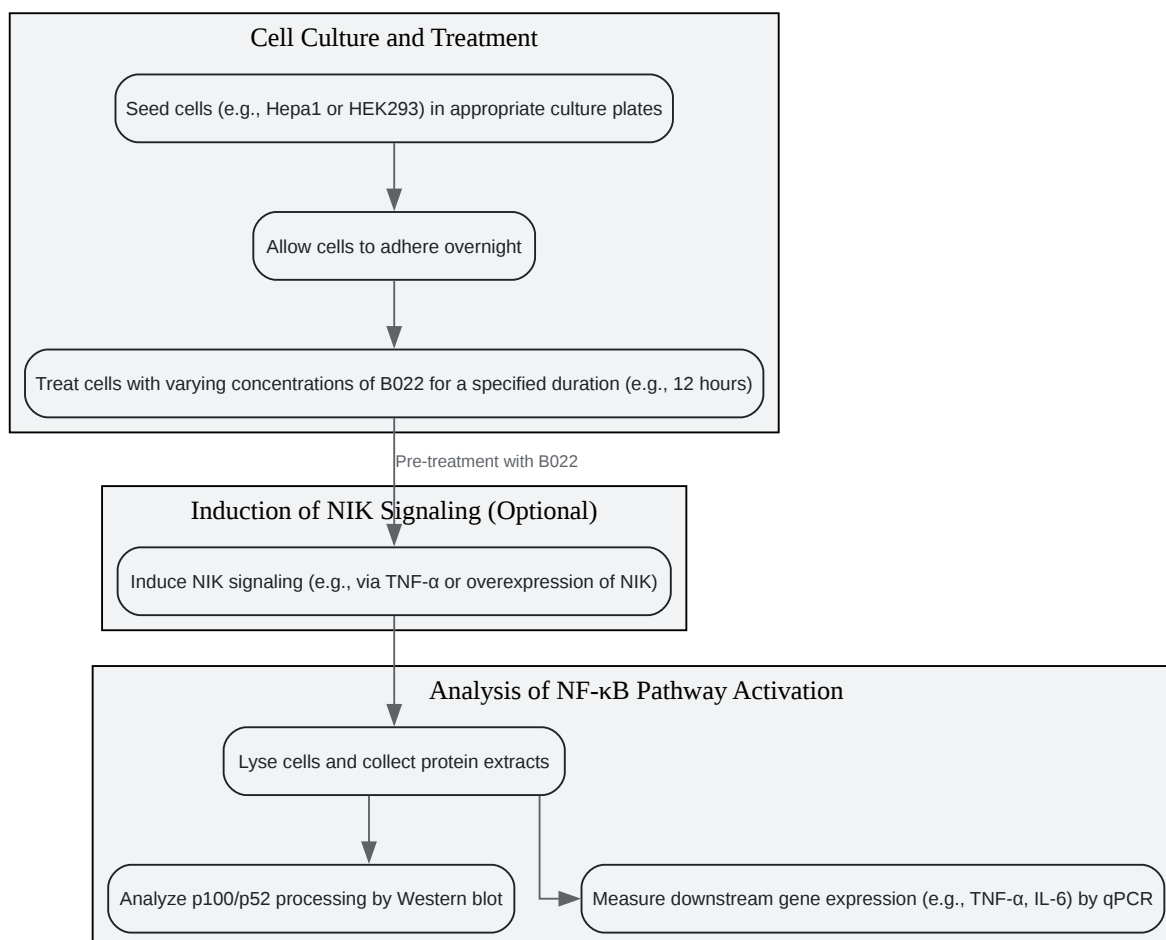 Cell Culture and Treatment
Seed cells (e.g., Hepa1 or HEK293) in appropriate culture plates
Allow cells to adhere overnight
Treat cells with varying concentrations of B022 for a specified duration (e.g., 12 hours)
Pre-treatment with B022
Induction of NIK Signaling (Optional)
Induce NIK signaling (e.g., via TNF-α or overexpression of NIK)
Analysis of NF-κB Pathway Activation
Lyse cells and collect protein extracts
Analyze p100/p52 processing by Western blot
Measure downstream gene expression (e.g., TNF-α, IL-6) by qPCR